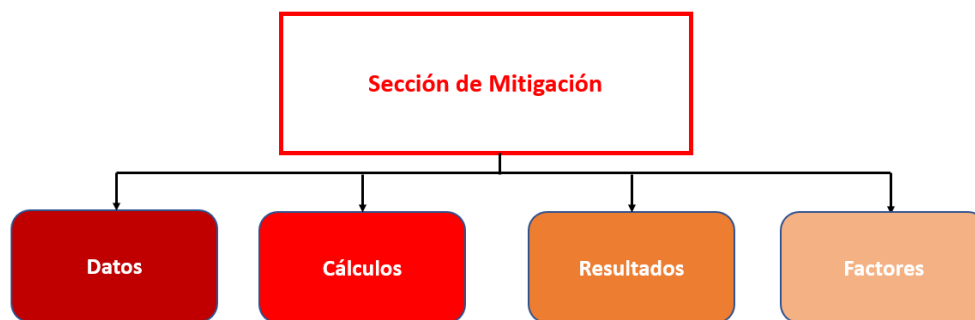 Sección de Mitigación
Datos
Cálculos
Resultados
Factores